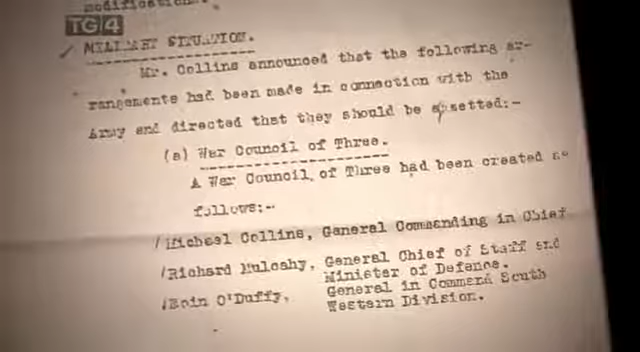 modifications.
TG4
MILITARY SITUATION.
Mr. Collins announced that the following ar-
rangements had been made in connection with the
Army and directed that they should be gazetted:-
(a) War Council of Three.
A War Council of Three had been created as
follows:-
Micheal Collins, General Commanding in Chief
Richard Mulcahy, General Chief of Staff and
Minister of Defence.
Eoin O'Duffy, General in Command South
Western Division.